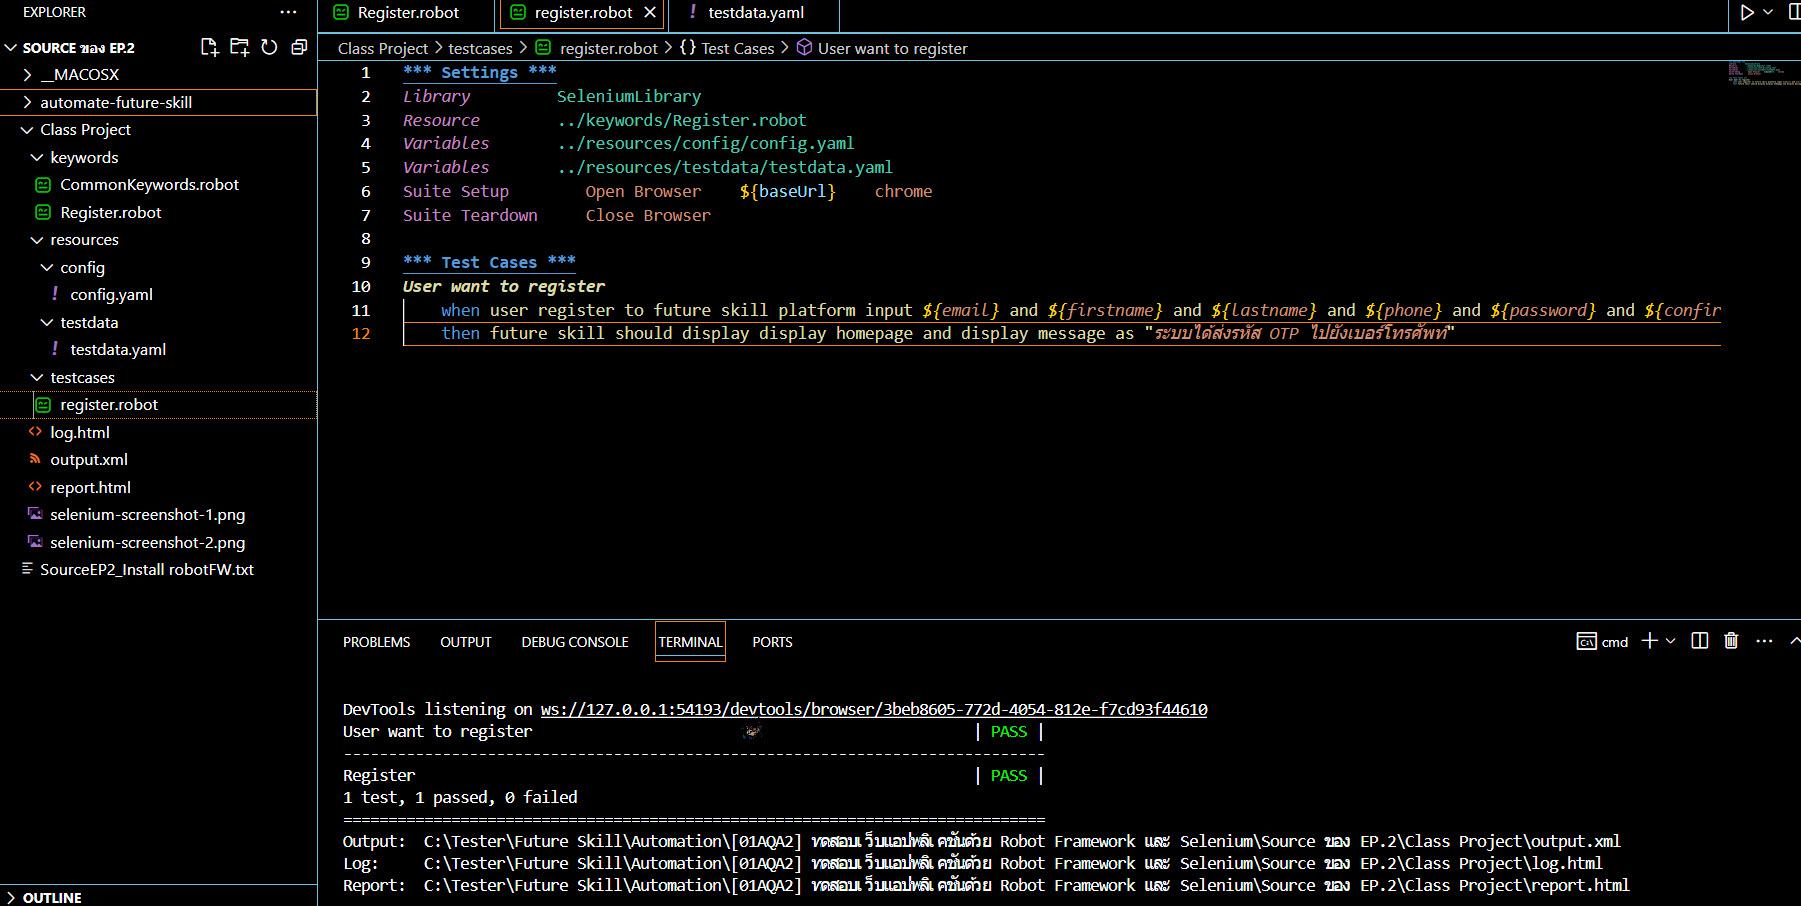 EXPLORER
SOURCE ของ EP.2
__MACOSX
automate-future-skill
Class Project
keywords
CommonKeywords.robot
Register.robot
resources
config
config.yaml
testdata
testdata.yaml
testcases
register.robot
log.html
output.xml
report.html
selenium-screenshot-1.png
selenium-screenshot-2.png
SourceEP2_Install robotFW.txt
OUTLINE
Register.robot register.robot testdata.yaml
Class Project > testcases > register.robot > {} Test Cases > User want to register
1 *** Settings ***
2 Library SeleniumLibrary
3 Resource ../keywords/Register.robot
4 Variables ../resources/config/config.yaml
5 Variables ../resources/testdata/testdata.yaml
6 Suite Setup Open Browser ${baseUrl} chrome
7 Suite Teardown Close Browser
8
9 *** Test Cases ***
10 User want to register
11 when user register to future skill platform input ${email} and ${firstname} and ${lastname} and ${phone} and ${password} and ${confir
12 then future skill should display display homepage and display message as "ระบบได้ส่งรหัส OTP ไปยังเบอร์โทรศัพท์"
PROBLEMS OUTPUT DEBUG CONSOLE TERMINAL PORTS
cmd
DevTools listening on ws://127.0.0.1:54193/devtools/browser/3beb8605-772d-4054-812e-f7cd93f44610
User want to register | PASS |
------------------------------------------------------------------------------
Register | PASS |
1 test, 1 passed, 0 failed
==============================================================================
Output: C:\Tester\Future Skill\Automation\[01AQA2] ทดสอบเว็บแอปพลิเคชันด้วย Robot Framework และ Selenium\Source ของ EP.2\Class Project\output.xml
Log: C:\Tester\Future Skill\Automation\[01AQA2] ทดสอบเว็บแอปพลิเคชันด้วย Robot Framework และ Selenium\Source ของ EP.2\Class Project\log.html
Report: C:\Tester\Future Skill\Automation\[01AQA2] ทดสอบเว็บแอปพลิเคชันด้วย Robot Framework และ Selenium\Source ของ EP.2\Class Project\report.html